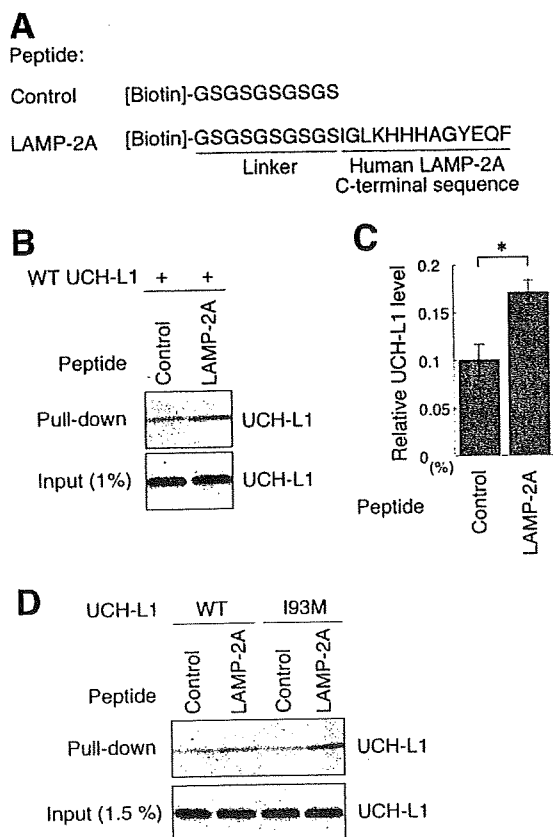 A
Peptide:
Control [Biotin]-GSGSGSGSGS
LAMP-2A [Biotin]-GSGSGSGSGSIGLKHHHAGYEQF
Linker Human LAMP-2A
C-terminal sequence
B
WT UCH-L1 + +
Peptide Control LAMP-2A
Pull-down UCH-L1
Input (1%) UCH-L1
C
*
Relative UCH-L1 level
0.2
0.15
0.1
0.05
0
(%)
Peptide Control LAMP-2A
D
UCH-L1 WT I93M
Peptide Control LAMP-2A Control LAMP-2A
Pull-down UCH-L1
Input (1.5 %) UCH-L1